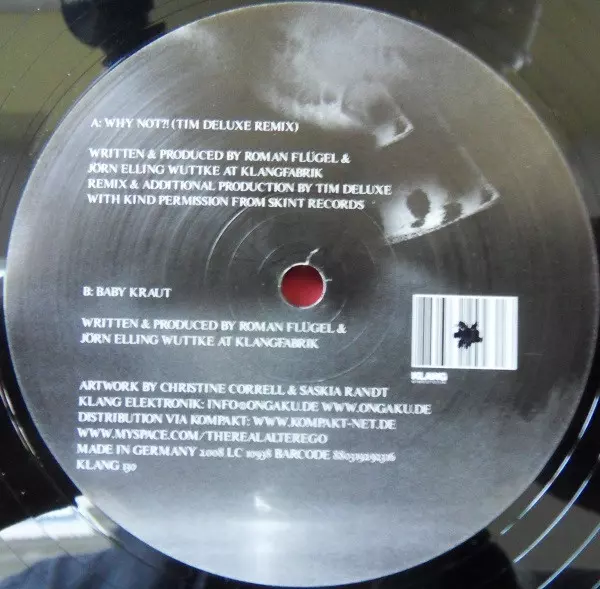 A: WHY NOT?! (TIM DELUXE REMIX)
WRITTEN & PRODUCED BY ROMAN FLÜGEL &
JÖRN ELLING WUTTKE AT KLANGFABRIK
REMIX & ADDITIONAL PRODUCTION BY TIM DELUXE
WITH KIND PERMISSION FROM SKINT RECORDS
B: BABY KRAUT
WRITTEN & PRODUCED BY ROMAN FLÜGEL &
JÖRN ELLING WUTTKE AT KLANGFABRIK
KLANG
ARTWORK BY CHRISTINE CORRELL & SASKIA RANDT
KLANG ELEKTRONIK: INFO@ONGAKU.DE WWW.ONGAKU.DE
DISTRIBUTION VIA KOMPAKT: WWW.KOMPAKT-NET.DE
WWW.MYSPACE.COM/THEREALALTEREGO
MADE IN GERMANY 2008 LC 10938 BARCODE
KLANG 130